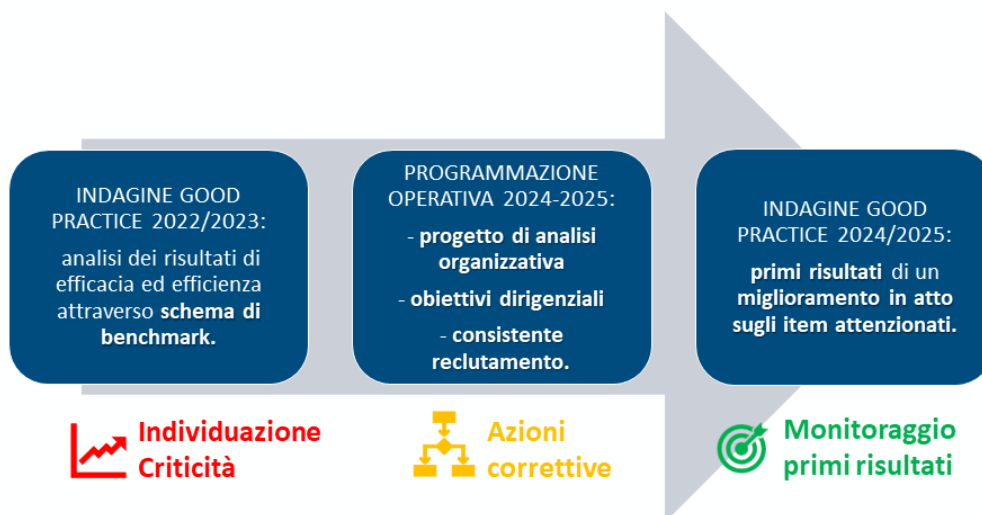 INDAGINE GOOD
PRACTICE 2022/2023:
analisi dei risultati di
efficacia ed efficienza
attraverso schema di
benchmark.
PROGRAMMAZIONE
OPERATIVA 2024-2025:
- progetto di analisi
organizzativa
- obiettivi dirigenziali
- consistente
reclutamento.
INDAGINE GOOD
PRACTICE 2024/2025:
primi risultati di un
miglioramento in atto
sugli item attenzionati.
Individuazione
Criticità
Azioni
correttive
Monitoraggio
primi risultati